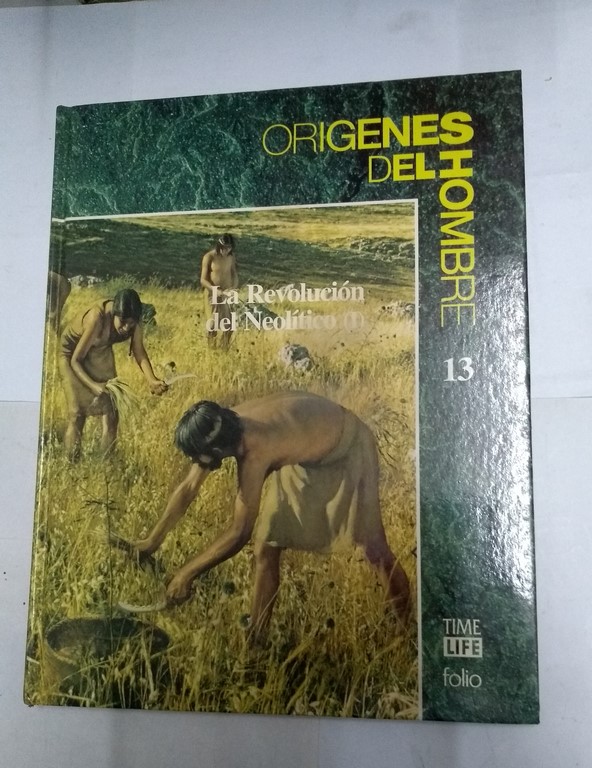 ORIGENES
DEL HOMBRE
La Revolución
del Neolítico (I)
13
TIME
LIFE
folio